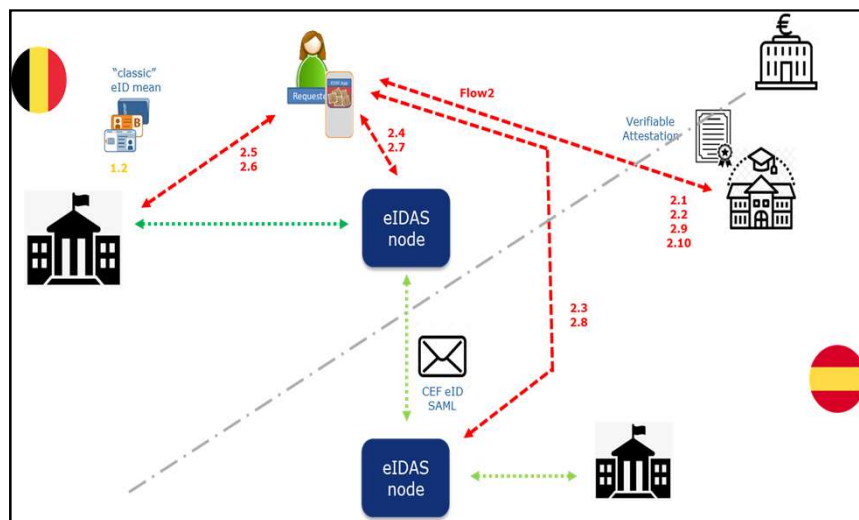 "classic"
eID mean
B
1.2
Requester
2.5
2.6
2.4
2.7
Flow2
€
Verifiable
Attestation
2.1
2.2
2.9
2.10
eIDAS
node
2.3
2.8
CEF eID
SAML
eIDAS
node